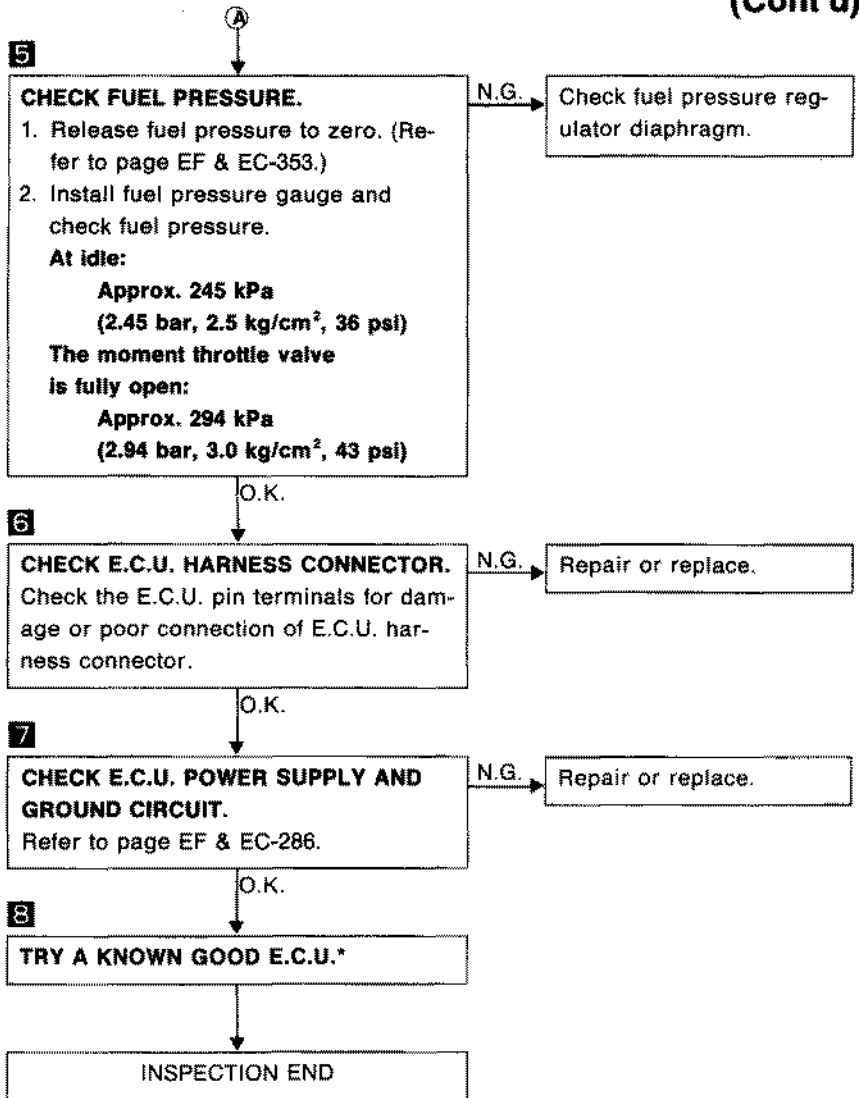 (Cont'd)
A
5
CHECK FUEL PRESSURE.
1. Release fuel pressure to zero. (Re-
fer to page EF & EC-353.)
2. Install fuel pressure gauge and
check fuel pressure.
At idle:
Approx. 245 kPa
(2.45 bar, 2.5 kg/cm², 36 psi)
The moment throttle valve
is fully open:
Approx. 294 kPa
(2.94 bar, 3.0 kg/cm², 43 psi)
N.G.
Check fuel pressure reg-
ulator diaphragm.
O.K.
6
CHECK E.C.U. HARNESS CONNECTOR.
Check the E.C.U. pin terminals for dam-
age or poor connection of E.C.U. har-
ness connector.
N.G.
Repair or replace.
O.K.
7
CHECK E.C.U. POWER SUPPLY AND
GROUND CIRCUIT.
Refer to page EF & EC-286.
N.G.
Repair or replace.
O.K.
8
TRY A KNOWN GOOD E.C.U.*
INSPECTION END